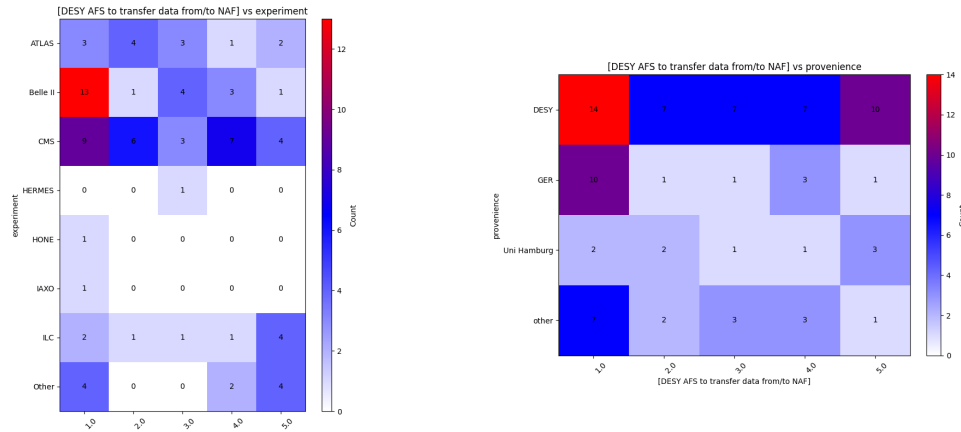 [DESY AFS to transfer data from/to NAF] vs experiment
ATLAS 3 4 3 1 2
Belle II 13 1 4 3 1
CMS 9 6 3 7 4
HERMES 0 0 1 0 0
HONE 1 0 0 0 0
IAXO 1 0 0 0 0
ILC 2 1 1 1 4
Other 4 0 0 2 4
1.0 2.0 3.0 4.0 5.0
experiment
12
10
8
6
4
2
0
Count
[DESY AFS to transfer data from/to NAF] vs provenience
DESY 14 7 7 7 10
GER 10 1 1 3 1
Uni Hamburg 2 2 1 1 3
other 7 2 3 3 1
1.0 2.0 3.0 4.0 5.0
[DESY AFS to transfer data from/to NAF]
provenience
14
12
10
8
6
4
2
0
Count